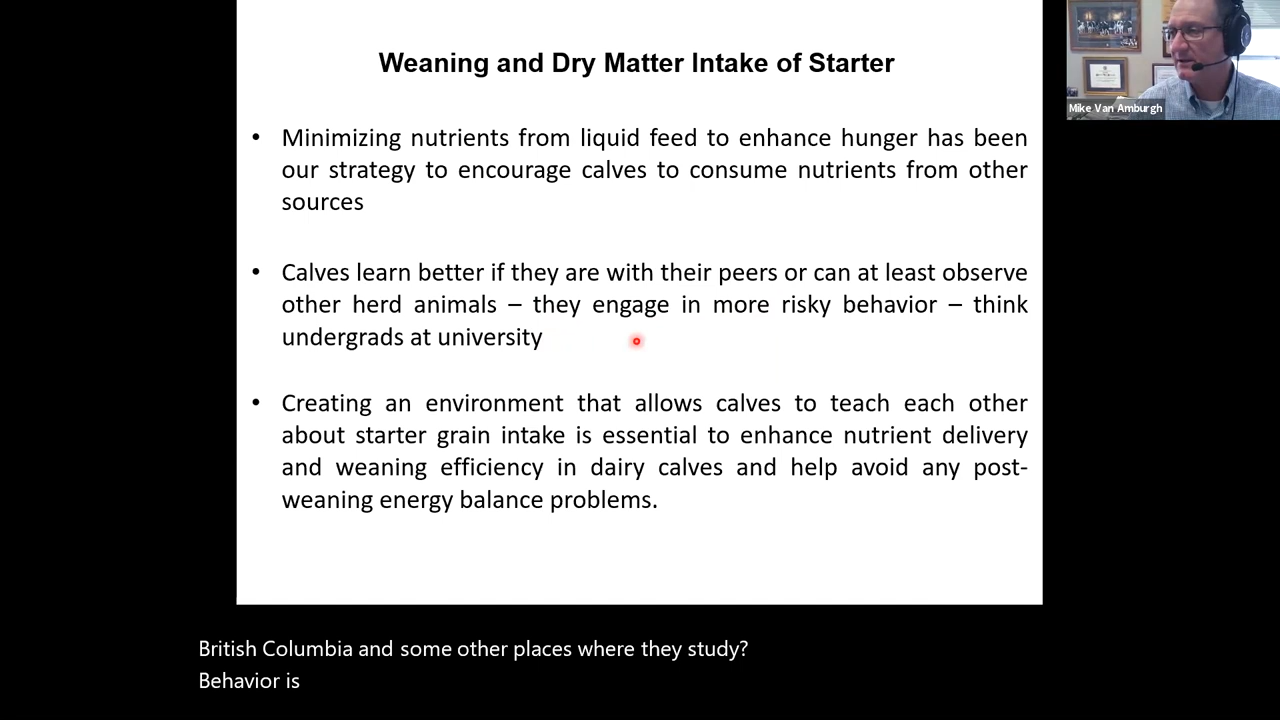 Weaning and Dry Matter Intake of Starter
Mike Van Amburgh
• Minimizing nutrients from liquid feed to enhance hunger has been
our strategy to encourage calves to consume nutrients from other
sources
• Calves learn better if they are with their peers or can at least observe
other herd animals – they engage in more risky behavior – think
undergrads at university
• Creating an environment that allows calves to teach each other
about starter grain intake is essential to enhance nutrient delivery
and weaning efficiency in dairy calves and help avoid any post-
weaning energy balance problems.
British Columbia and some other places where they study?
Behavior is